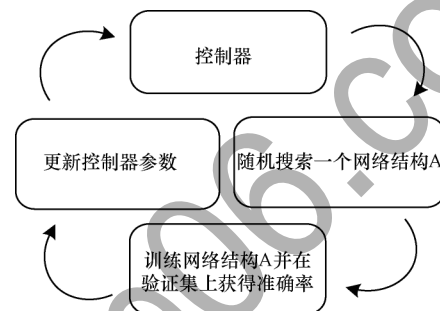 控制器
更新控制器参数
随机搜索一个网络结构A
训练网络结构A并在
验证集上获得准确率